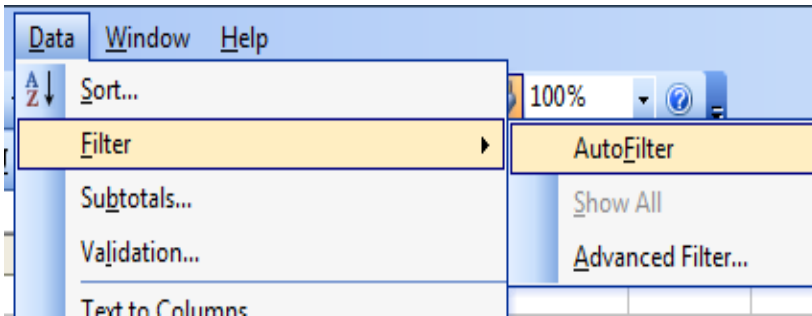 Data Window Help
Sort...
100%
Filter
AutoFilter
Subtotals...
Show All
Validation...
Advanced Filter...
Text to Columns